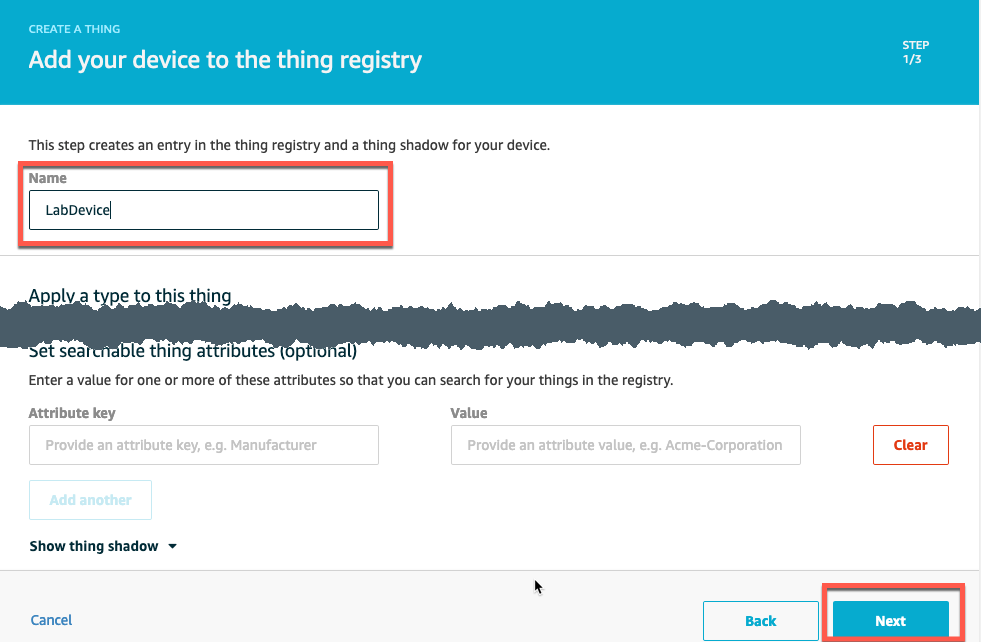 CREATE A THING
Add your device to the thing registry
STEP
1/3
This step creates an entry in the thing registry and a thing shadow for your device.
Name
LabDevice
Apply a type to this thing
Set searchable thing attributes (optional)
Enter a value for one or more of these attributes so that you can search for your things in the registry.
Attribute key
Value
Provide an attribute key, e.g. Manufacturer
Provide an attribute value, e.g. Acme-Corporation
Clear
Add another
Show thing shadow
Cancel
Back
Next